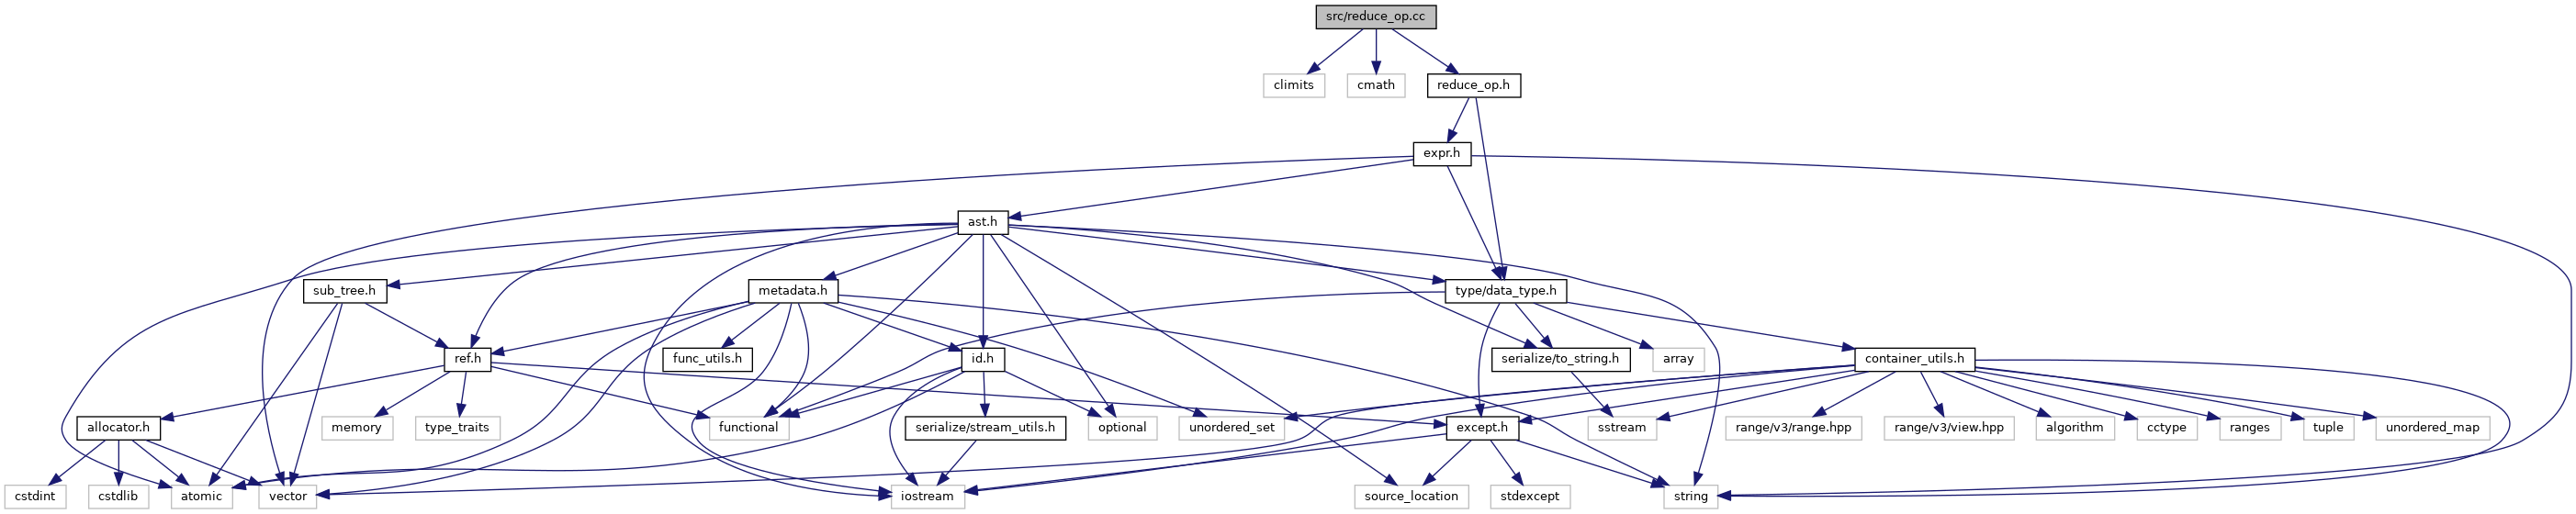 src/reduce_op.cc
climits
cmath
reduce_op.h
expr.h
ast.h
sub_tree.h
metadata.h
type/data_type.h
ref.h
func_utils.h
id.h
serialize/to_string.h
array
container_utils.h
allocator.h
memory
type_traits
functional
serialize/stream_utils.h
optional
unordered_set
except.h
sstream
range/v3/range.hpp
range/v3/view.hpp
algorithm
cctype
ranges
tuple
unordered_map
cstdint
cstdlib
atomic
vector
iostream
source_location
stdexcept
string